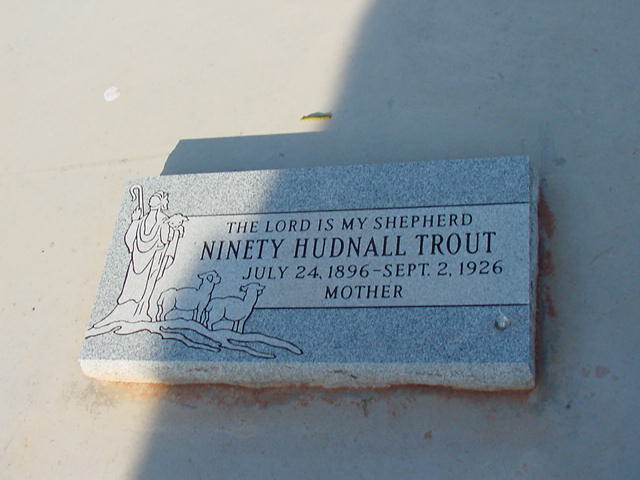 THE LORD IS MY SHEPHERD
NINETY HUDNALL TROUT
JULY 24, 1896-SEPT. 2, 1926
MOTHER